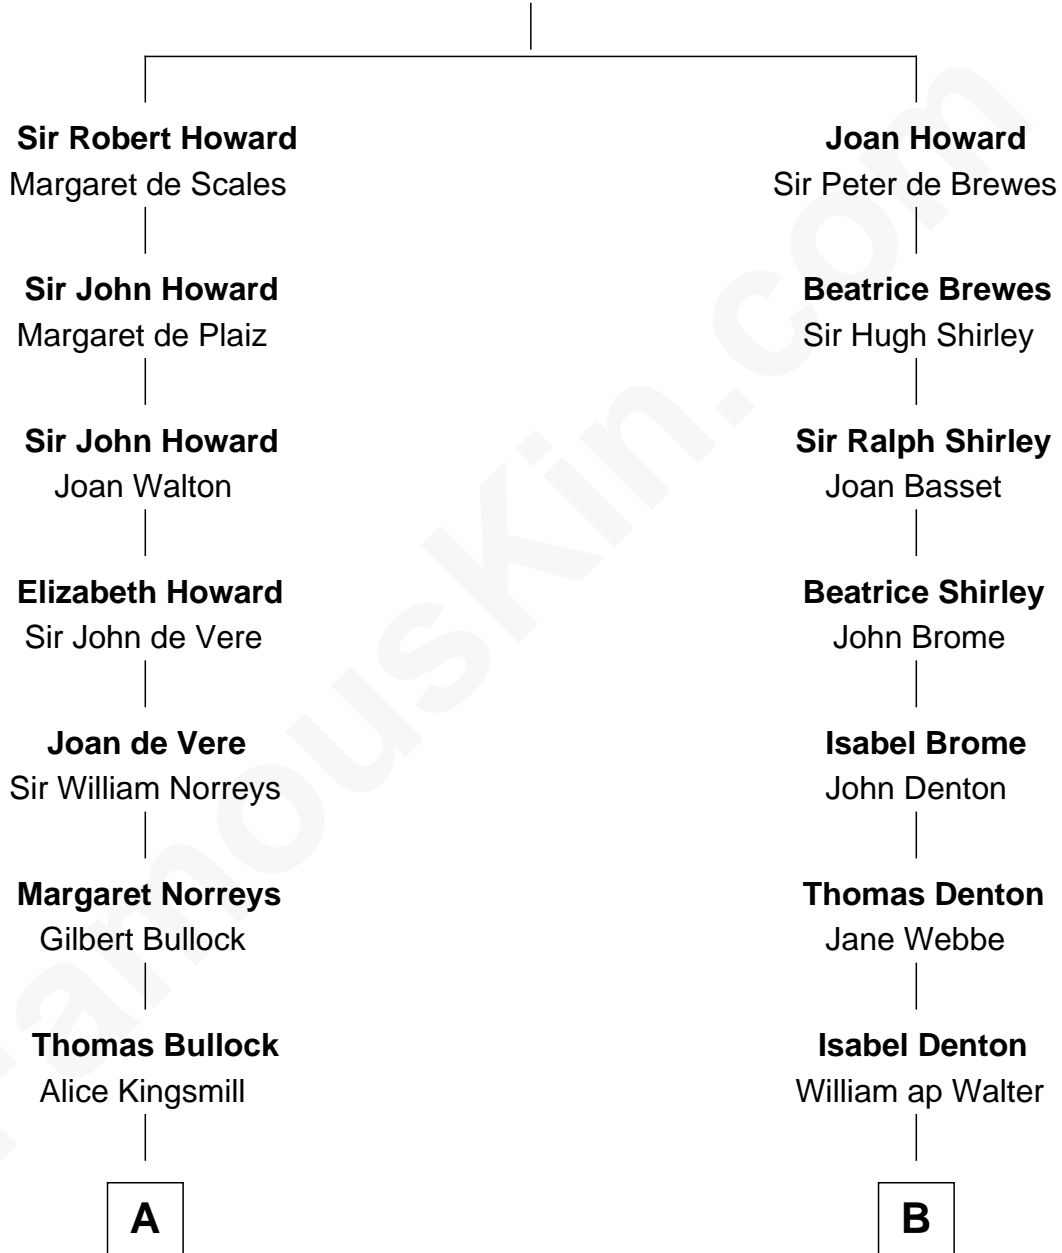 Sir Robert Howard
Margaret de Scales
Sir John Howard
Margaret de Plaiz
Sir John Howard
Joan Walton
Elizabeth Howard
Sir John de Vere
Joan de Vere
Sir William Norreys
Margaret Norreys
Gilbert Bullock
Thomas Bullock
Alice Kingsmill
A
Joan Howard
Sir Peter de Brewes
Beatrice Brewes
Sir Hugh Shirley
Sir Ralph Shirley
Joan Basset
Beatrice Shirley
John Brome
Isabel Brome
John Denton
Thomas Denton
Jane Webbe
Isabel Denton
William ap Walter
B
FamousKin.com